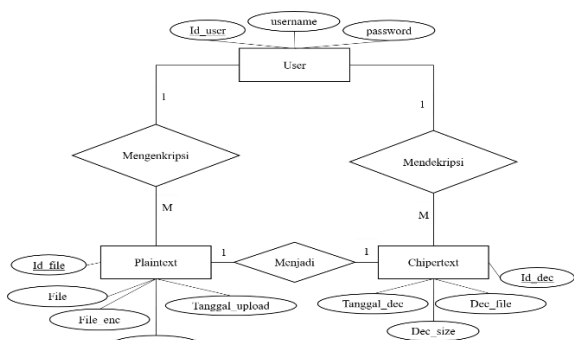 username
Id_user
password
User
1
1
Mengenkripsi
Mendekripsi
M
M
Id_file
Plaintext
1
Menjadi
1
Chipertext
Id_dec
File
Tanggal_upload
Tanggal_dec
Dec_file
File_enc
Dec_size